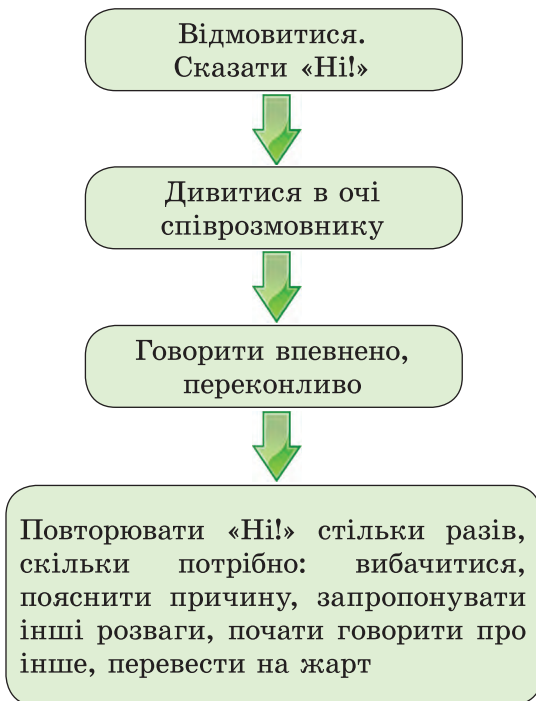 Відмовитися.
Сказати «Ні!»
Дивитися в очі
співрозмовнику
Говорити впевнено,
переконливо
Повторювати «Ні!» стільки разів,
скільки потрібно: вибачитися,
пояснити причину, запропонувати
інші розваги, почати говорити про
інше, перевести на жарт